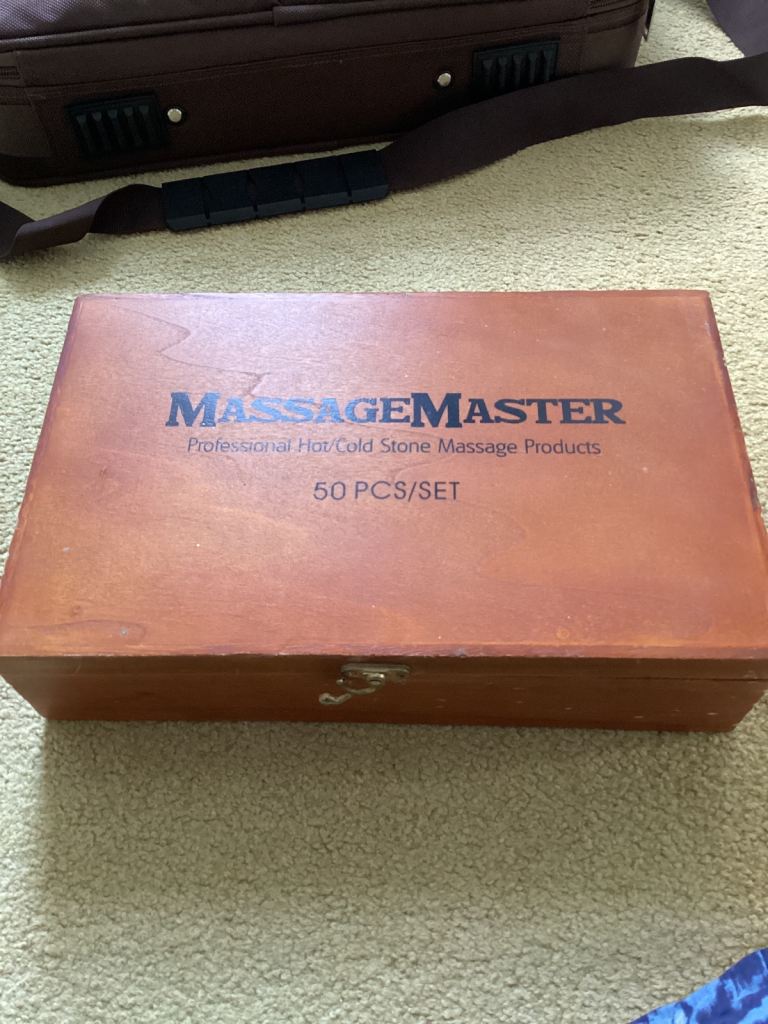 MASSAGEMASTER
Professional Hot/Cold Stone Massage Products
50 PCS/SET